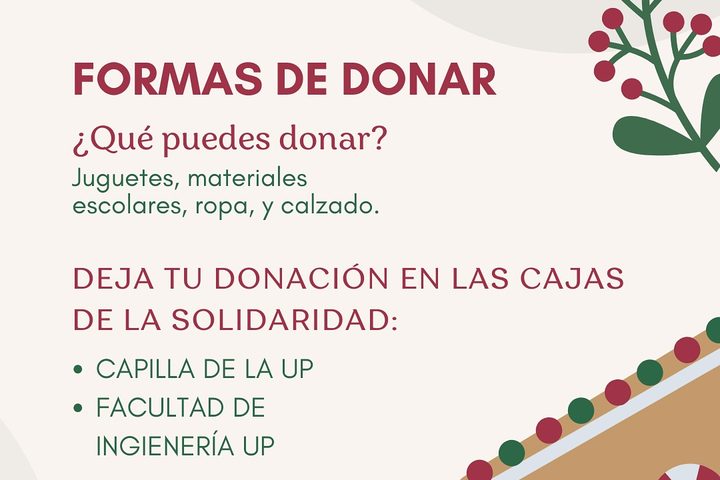 FORMAS DE DONAR
¿Qué puedes donar?
Juguetes, materiales
escolares, ropa, y calzado.
DEJA TU DONACIÓN EN LAS CAJAS
DE LA SOLIDARIDAD:
• CAPILLA DE LA UP
• FACULTAD DE
INGIENERÍA UP